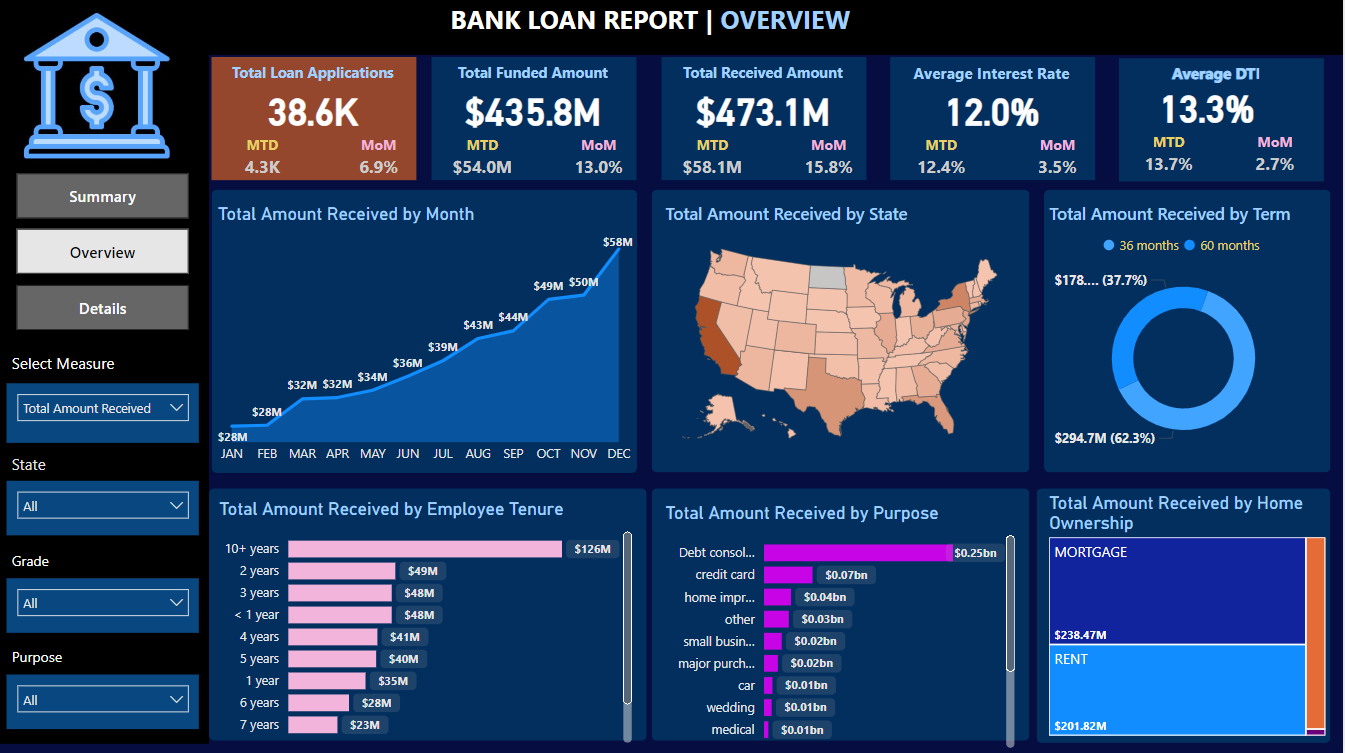 BANK LOAN REPORT | OVERVIEW
Total Loan Applications
38.6K
MTD MoM
4.3K 6.9%
Total Funded Amount
$435.8M
MTD MoM
$54.0M 13.0%
Total Received Amount
$473.1M
MTD MoM
$58.1M 15.8%
Average Interest Rate
12.0%
MTD MoM
12.4% 3.5%
Average DTI
13.3%
MTD MoM
13.7% 2.7%
Summary
Overview
Details
Select Measure
Total Amount Received
State
All
Grade
All
Purpose
All
Total Amount Received by Month
$28M
$28M
$32M
$32M
$34M
$36M
$39M
$43M
$44M
$49M
$50M
$58M
JAN FEB MAR APR MAY JUN JUL AUG SEP OCT NOV DEC
Total Amount Received by State
Total Amount Received by Term
36 months 60 months
$178.... (37.7%)
$294.7M (62.3%)
Total Amount Received by Employee Tenure
10+ years $126M
2 years $49M
3 years $48M
< 1 year $48M
4 years $41M
5 years $40M
1 year $35M
6 years $28M
7 years $23M
Total Amount Received by Purpose
Debt consol... $0.25bn
credit card $0.07bn
home impr... $0.04bn
other $0.03bn
small busin... $0.02bn
major purch... $0.02bn
car $0.01bn
wedding $0.01bn
medical $0.01bn
Total Amount Received by Home
Ownership
MORTGAGE
$238.47M
RENT
$201.82M